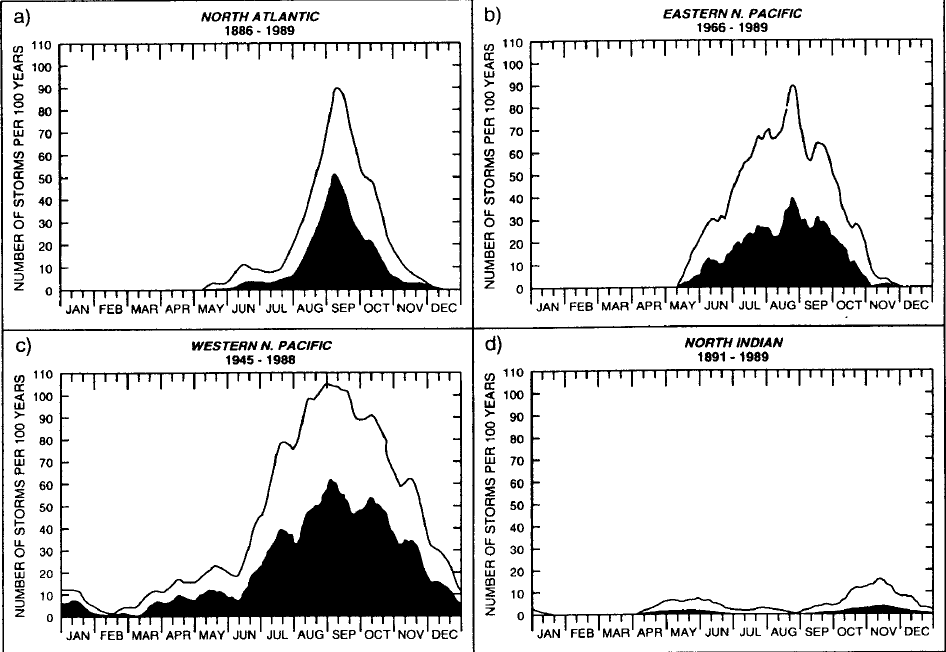 a)
NORTH ATLANTIC
1886 - 1989
NUMBER OF STORMS PER 100 YEARS
110
100
90
80
70
60
50
40
30
20
10
0
JAN FEB MAR APR MAY JUN JUL AUG SEP OCT NOV DEC
b)
EASTERN N. PACIFIC
1966 - 1989
NUMBER OF STORMS PER 100 YEARS
110
100
90
80
70
60
50
40
30
20
10
0
JAN FEB MAR APR MAY JUN JUL AUG SEP OCT NOV DEC
c)
WESTERN N. PACIFIC
1945 - 1988
NUMBER OF STORMS PER 100 YEARS
110
100
90
80
70
60
50
40
30
20
10
0
JAN FEB MAR APR MAY JUN JUL AUG SEP OCT NOV DEC
d)
NORTH INDIAN
1891 - 1989
NUMBER OF STORMS PER 100 YEARS
110
100
90
80
70
60
50
40
30
20
10
0
JAN FEB MAR APR MAY JUN JUL AUG SEP OCT NOV DEC